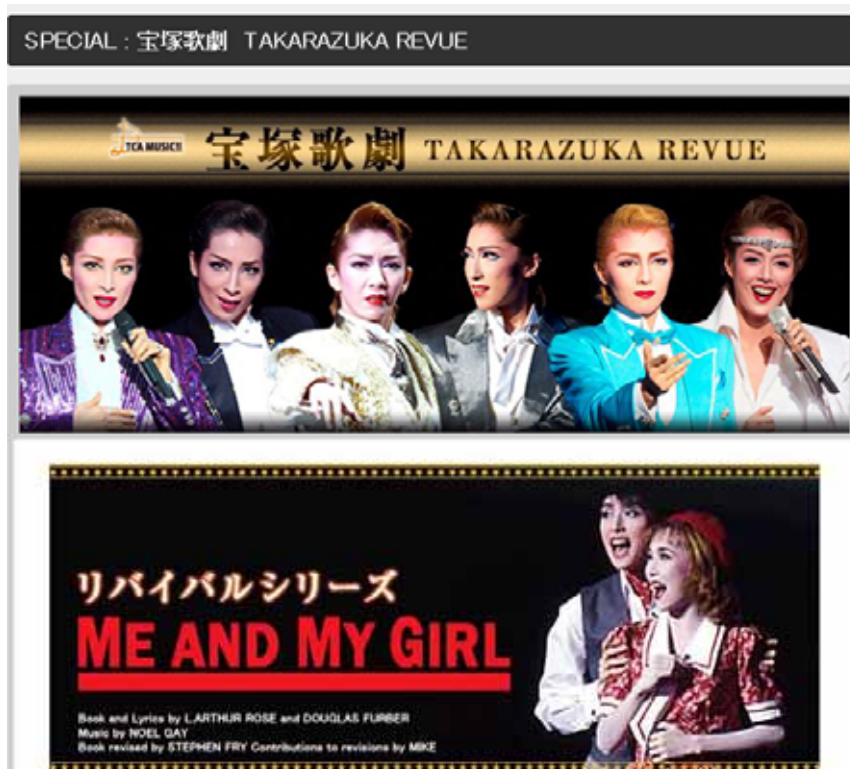 SPECIAL : 宝塚歌劇 TAKARAZUKA REVUE
TCA MUSIC!! 宝塚歌劇 TAKARAZUKA REVUE
リバイバルシリーズ
ME AND MY GIRL
Book and Lyrics by L.ARTHUR ROSE and DOUGLAS FURBER
Music by NOEL GAY
Book revised by STEPHEN FRY Contributions to revisions by MIKE